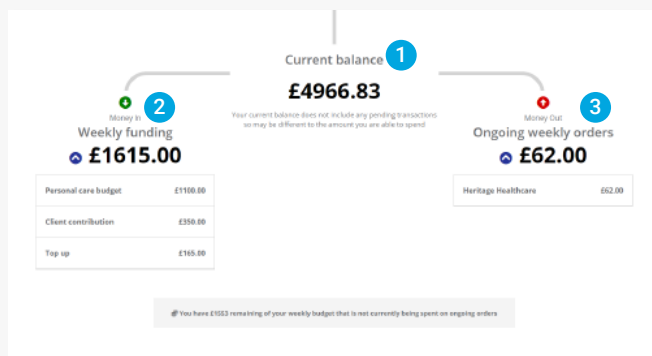 Current balance
1
£4966.83
Your current balance does not include any pending transactions
so may be different to the amount you are able to spend
2
Money In
Weekly funding
£1615.00
Personal care budget £1100.00
Client contribution £350.00
Top up £165.00
3
Money Out
Ongoing weekly orders
£62.00
Heritage Healthcare £62.00
You have £1553 remaining of your weekly budget that is not currently being spent on ongoing orders